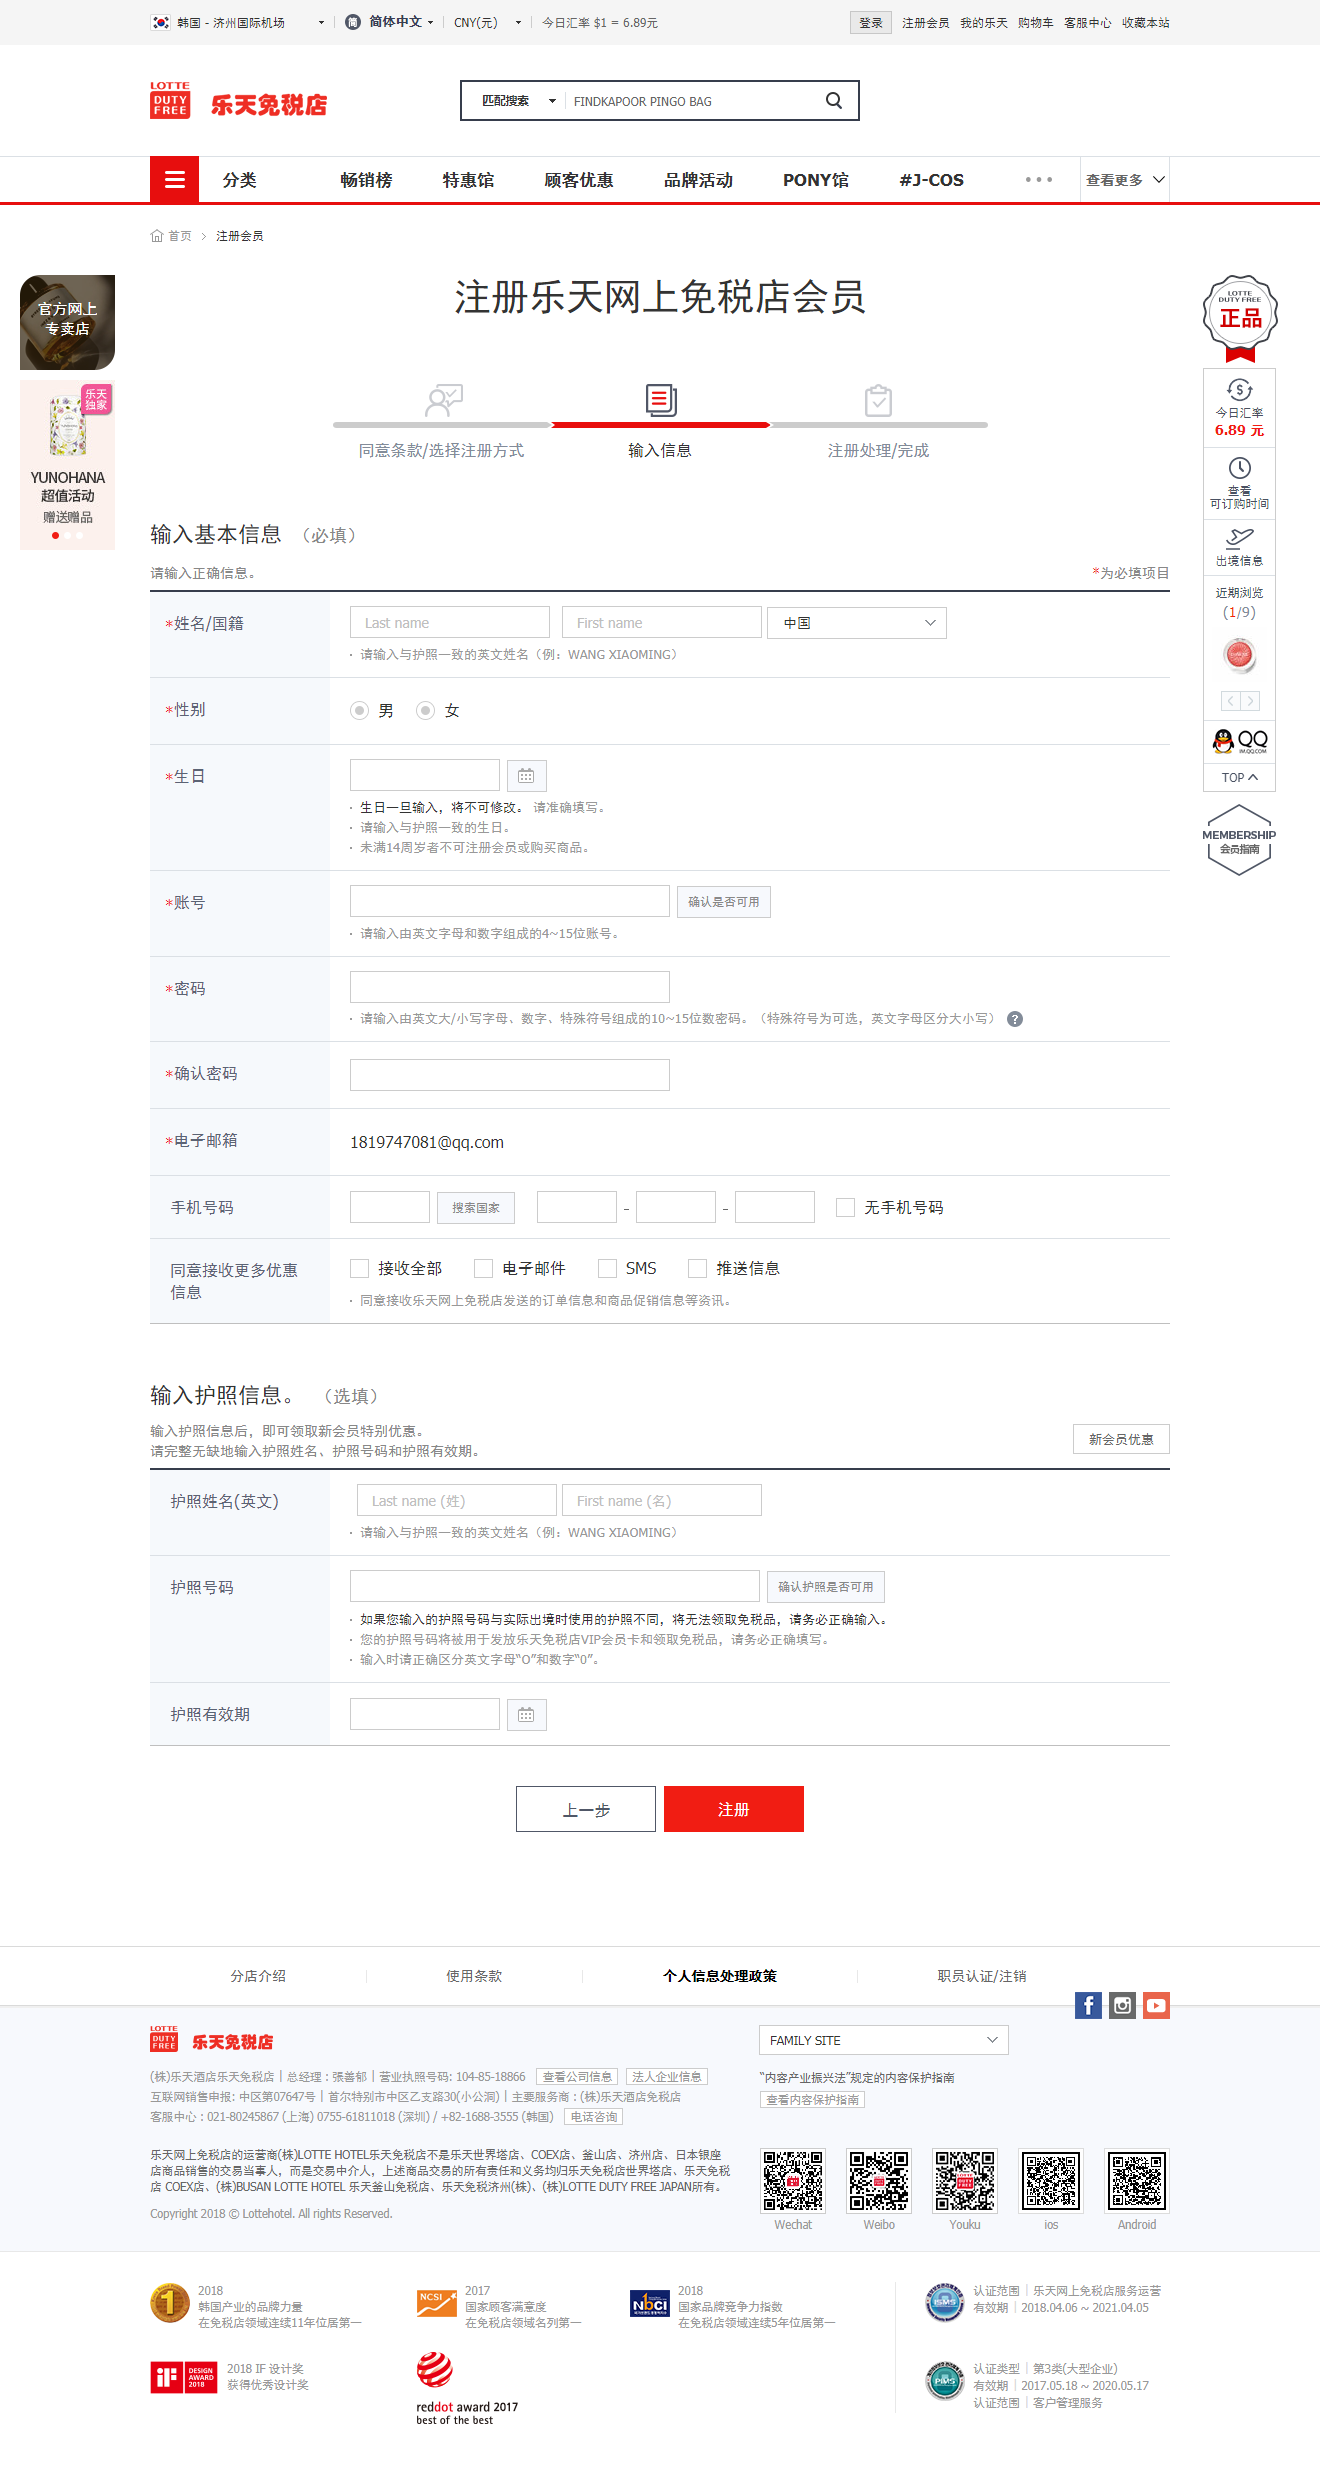 韩国 - 济州国际机场
简 简体中文
CNY(元)
今日汇率 $1 = 6.89元
登录
注册会员
我的乐天
购物车
客服中心
收藏本站
LOTTE
DUTY
FREE
乐天免税店
匹配搜索
FINDKAPOOR PINGO BAG
分类
畅销榜
特惠馆
顾客优惠
品牌活动
PONY馆
#J-COS
查看更多
首页
注册会员
官方网上
专卖店
乐天
独家
YUNOHANA
超值活动
赠送赠品
注册乐天网上免税店会员
同意条款/选择注册方式
输入信息
注册处理/完成
LOTTE
DUTY FREE
正品
今日汇率
6.89 元
查看
可订购时间
出境信息
近期浏览
(1/9)
QQ
IM.QQ.COM
TOP
MEMBERSHIP
会员指南
输入基本信息 （必填）
请输入正确信息。
*为必填项目
*姓名/国籍
Last name
First name
中国
· 请输入与护照一致的英文姓名（例：WANG XIAOMING）
*性别
男
女
*生日
· 生日一旦输入，将不可修改。 请准确填写。
· 请输入与护照一致的生日。
· 未满14周岁者不可注册会员或购买商品。
*账号
确认是否可用
· 请输入由英文字母和数字组成的4~15位账号。
*密码
· 请输入由英文大/小写字母、数字、特殊符号组成的10~15位数密码。（特殊符号为可选，英文字母区分大小写） ?
*确认密码
*电子邮箱
1819747081@qq.com
手机号码
搜索国家
- -
无手机号码
同意接收更多优惠
信息
接收全部
电子邮件
SMS
推送信息
· 同意接收乐天网上免税店发送的订单信息和商品促销信息等资讯。
输入护照信息。 （选填）
输入护照信息后，即可领取新会员特别优惠。
请完整无缺地输入护照姓名、护照号码和护照有效期。
新会员优惠
护照姓名(英文)
Last name (姓)
First name (名)
· 请输入与护照一致的英文姓名（例：WANG XIAOMING）
护照号码
确认护照是否可用
· 如果您输入的护照号码与实际出境时使用的护照不同，将无法领取免税品，请务必正确输入。
· 您的护照号码将被用于发放乐天免税店VIP会员卡和领取免税品，请务必正确填写。
· 输入时请正确区分英文字母“O”和数字“0”。
护照有效期
上一步
注册
分店介绍
使用条款
个人信息处理政策
职员认证/注销
LOTTE
DUTY
FREE
乐天免税店
FAMILY SITE
(株)乐天酒店乐天免税店 | 总经理 : 張善郁 | 营业执照号码: 104-85-18866 查看公司信息 法人企业信息
互联网销售申报: 中区第07647号 | 首尔特别市中区乙支路30(小公洞) | 主要服务商 : (株)乐天酒店免税店
客服中心 : 021-80245867 (上海) 0755-61811018 (深圳) / +82-1688-3555 (韩国) 电话咨询
“内容产业振兴法”规定的内容保护指南
查看内容保护指南
乐天网上免税店的运营商(株)LOTTE HOTEL乐天免税店不是乐天世界塔店、COEX店、釜山店、济州店、日本银座
店商品销售的交易当事人，而是交易中介人，上述商品交易的所有责任和义务均归乐天免税店世界塔店、乐天免税
店 COEX店、(株)BUSAN LOTTE HOTEL 乐天釜山免税店、乐天免税济州(株)、(株)LOTTE DUTY FREE JAPAN所有。
Copyright 2018 © Lottehotel. All rights Reserved.
Wechat
Weibo
Youku
ios
Android
1
2018
韩国产业的品牌力量
在免税店领域连续11年位居第一
NCSI
2017
国家顾客满意度
在免税店领域名列第一
NbCI
2018
国家品牌竞争力指数
在免税店领域连续5年位居第一
ISMS
认证范围 | 乐天网上免税店服务运营
有效期 | 2018.04.06 ~ 2021.04.05
iF
DESIGN
AWARD
2018
2018 IF 设计奖
获得优秀设计奖
reddot award 2017
best of the best
PIMS
认证类型 | 第3类(大型企业)
有效期 | 2017.05.18 ~ 2020.05.17
认证范围 | 客户管理服务